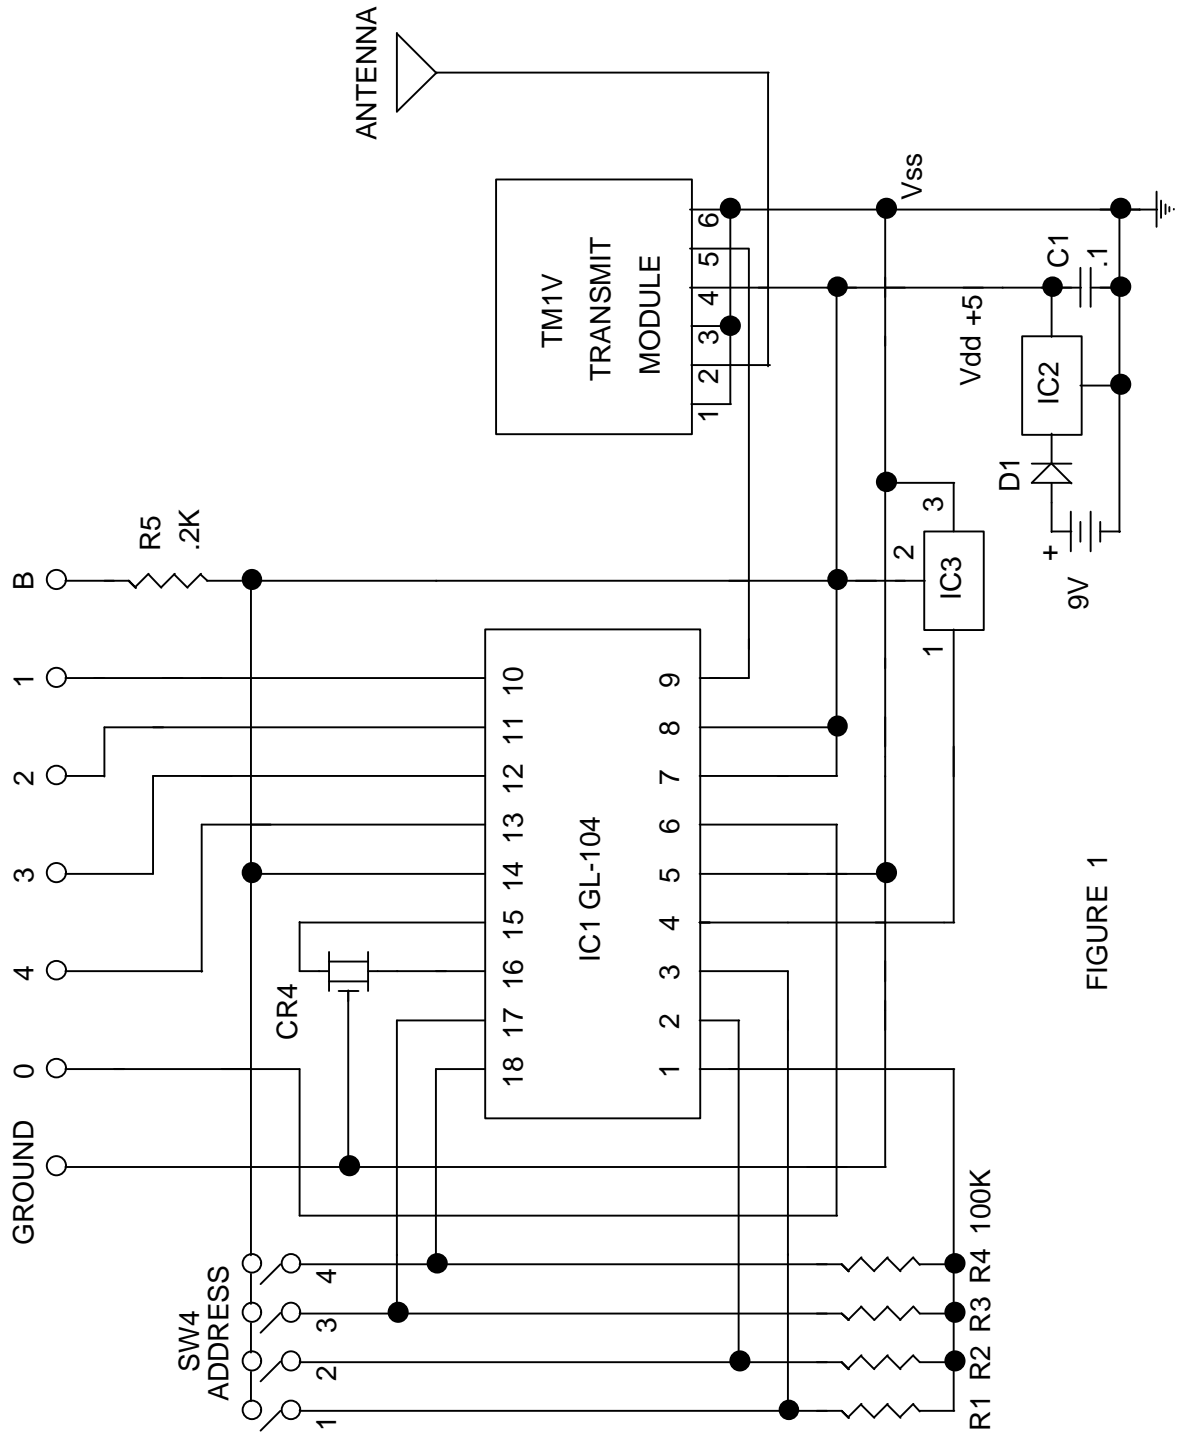 GROUND
0
4
3
2
1
B
R5
.2K
ANTENNA
SW4
ADDRESS
1
2
3
4
CR4
18
17
16
15
14
13
12
11
10
IC1 GL-104
1
2
3
4
5
6
7
8
9
TM1V
TRANSMIT
MODULE
1
2
3
4
5
6
Vss
1
2
3
IC3
Vdd +5
C1
.1
IC2
D1
+
9V
R1
R2
R3
R4
100K
FIGURE 1